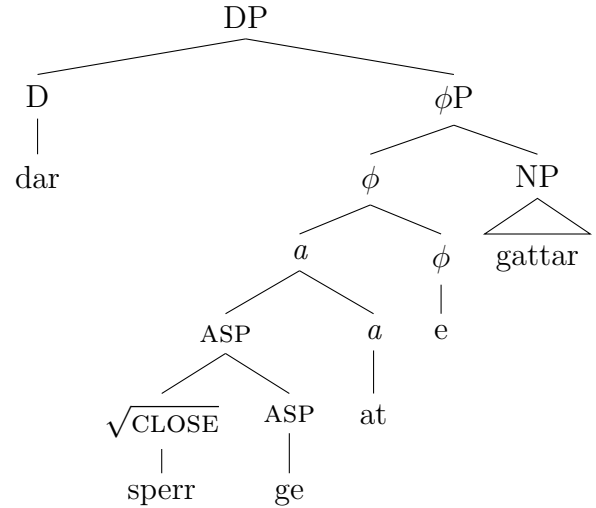 DP
D ϕP
dar ϕ NP
a ϕ gattar
ASP a e
√CLOSE ASP at
sperr ge